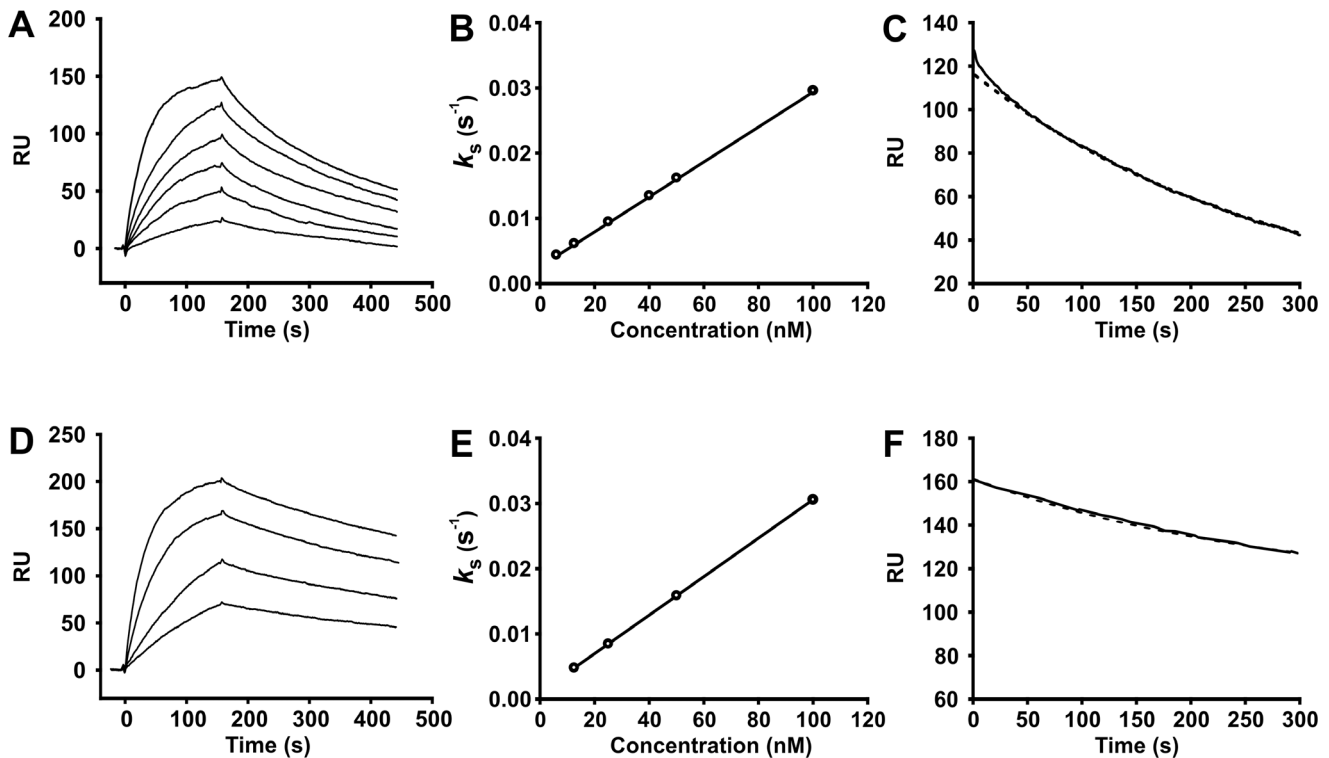 A
200
150
100
50
0
RU
0 100 200 300 400 500
Time (s)
B
0.04
0.03
0.02
0.01
0.00
ks (s-1)
0 20 40 60 80 100 120
Concentration (nM)
C
140
120
100
80
60
40
20
RU
0 50 100 150 200 250 300
Time (s)
D
250
200
150
100
50
0
RU
0 100 200 300 400 500
Time (s)
E
0.04
0.03
0.02
0.01
0.00
ks (s-1)
0 20 40 60 80 100 120
Concentration (nM)
F
180
160
140
120
100
80
60
RU
0 50 100 150 200 250 300
Time (s)